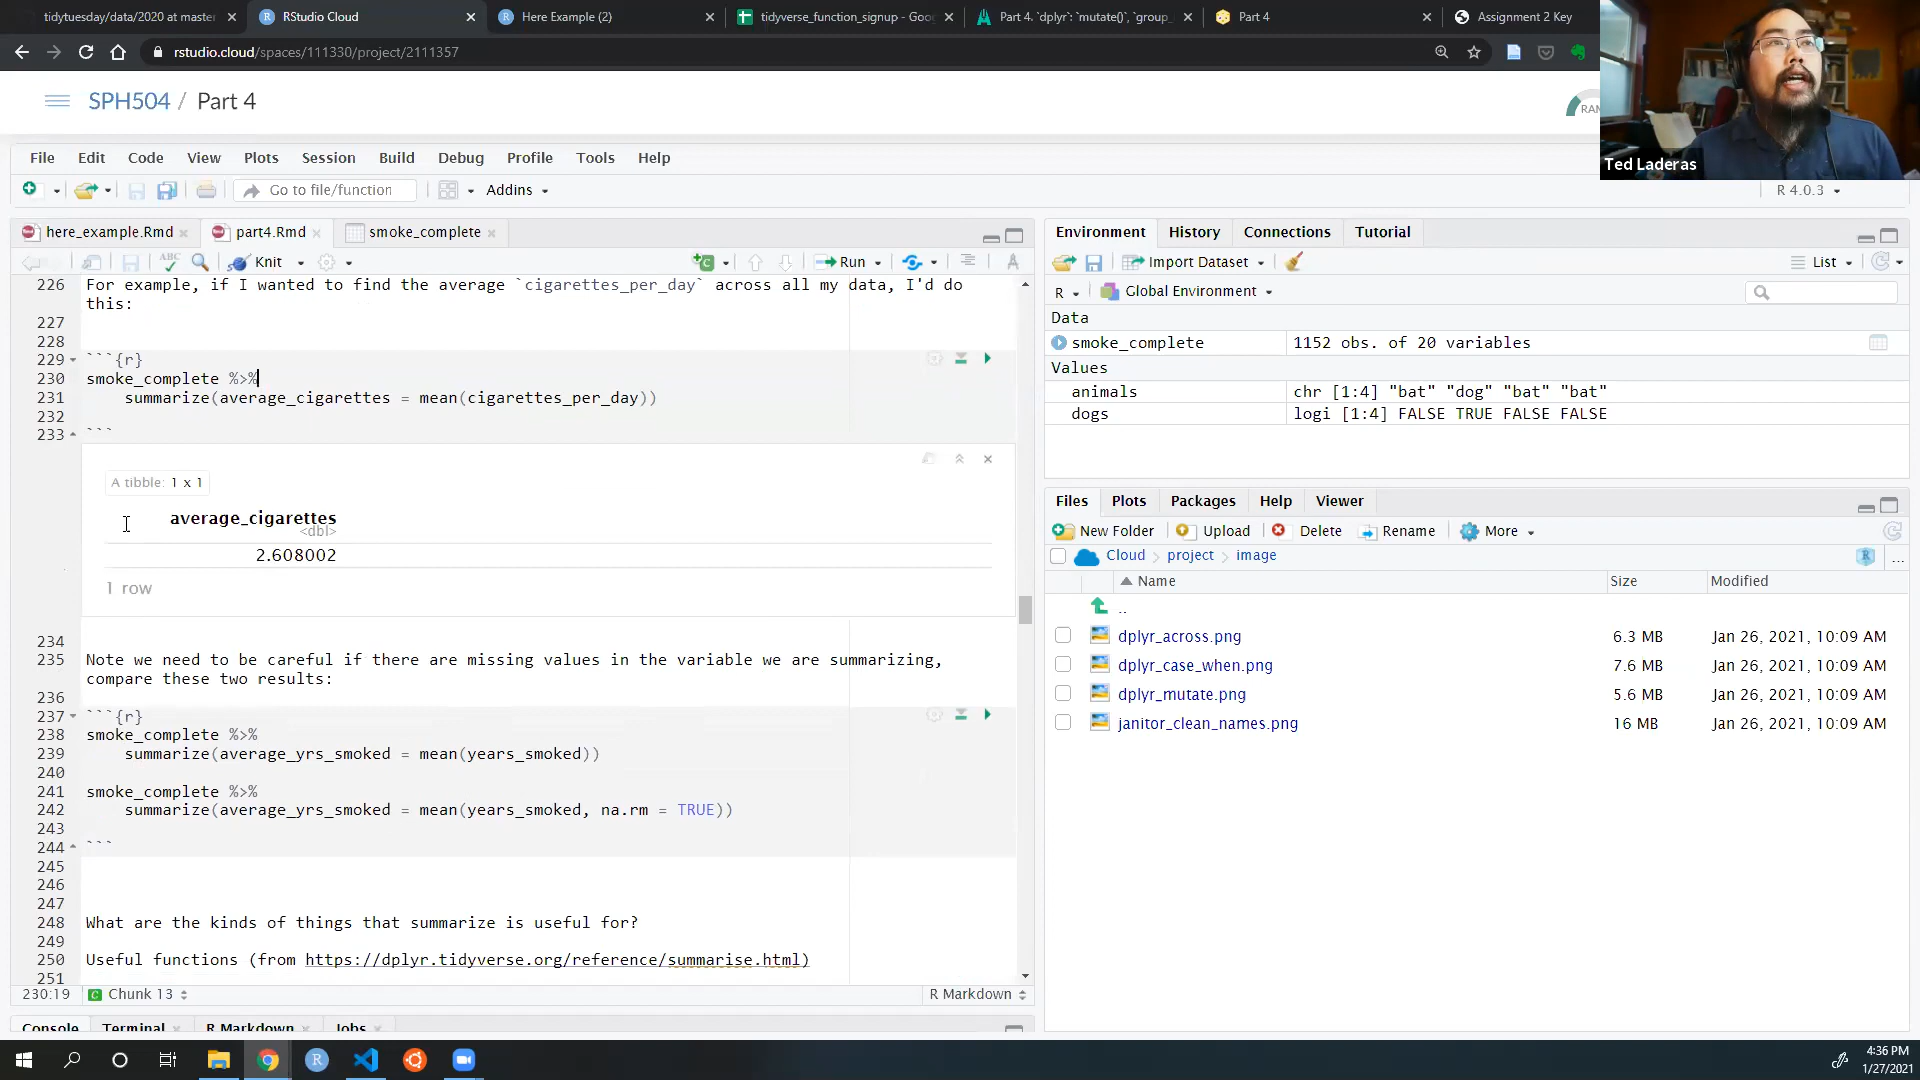 tidytuesday/data/2020 at master
RStudio Cloud
Here Example (2)
tidyverse_function_signup - Goo
Part 4. `dplyr`: `mutate()`, `group_
Part 4
Assignment 2 Key
rstudio.cloud/spaces/111330/project/2111357
SPH504 / Part 4
RAM
Ted Laderas
File Edit Code View Plots Session Build Debug Profile Tools Help
Go to file/function
Addins
R 4.0.3
here_example.Rmd
part4.Rmd
smoke_complete
ABC
Knit
Run
226 For example, if I wanted to find the average `cigarettes_per_day` across all my data, I'd do
this:
227
228
229 ```{r}
230 smoke_complete %>%
231 summarize(average_cigarettes = mean(cigarettes_per_day))
232
233 ```
A tibble: 1 x 1
average_cigarettes
<dbl>
2.608002
1 row
234
235 Note we need to be careful if there are missing values in the variable we are summarizing,
compare these two results:
236
237 ```{r}
238 smoke_complete %>%
239 summarize(average_yrs_smoked = mean(years_smoked))
240
241 smoke_complete %>%
242 summarize(average_yrs_smoked = mean(years_smoked, na.rm = TRUE))
243
244 ```
245
246
247
248 What are the kinds of things that summarize is useful for?
249
250 Useful functions (from https://dplyr.tidyverse.org/reference/summarise.html)
251
230:19 Chunk 13 R Markdown
Console Terminal R Markdown Jobs
Environment History Connections Tutorial
Import Dataset
List
R Global Environment
Data
smoke_complete 1152 obs. of 20 variables
Values
animals chr [1:4] "bat" "dog" "bat" "bat"
dogs logi [1:4] FALSE TRUE FALSE FALSE
Files Plots Packages Help Viewer
New Folder Upload Delete Rename More
Cloud project image
...
Name Size Modified
..
dplyr_across.png 6.3 MB Jan 26, 2021, 10:09 AM
dplyr_case_when.png 7.6 MB Jan 26, 2021, 10:09 AM
dplyr_mutate.png 5.6 MB Jan 26, 2021, 10:09 AM
janitor_clean_names.png 16 MB Jan 26, 2021, 10:09 AM
4:36 PM
1/27/2021